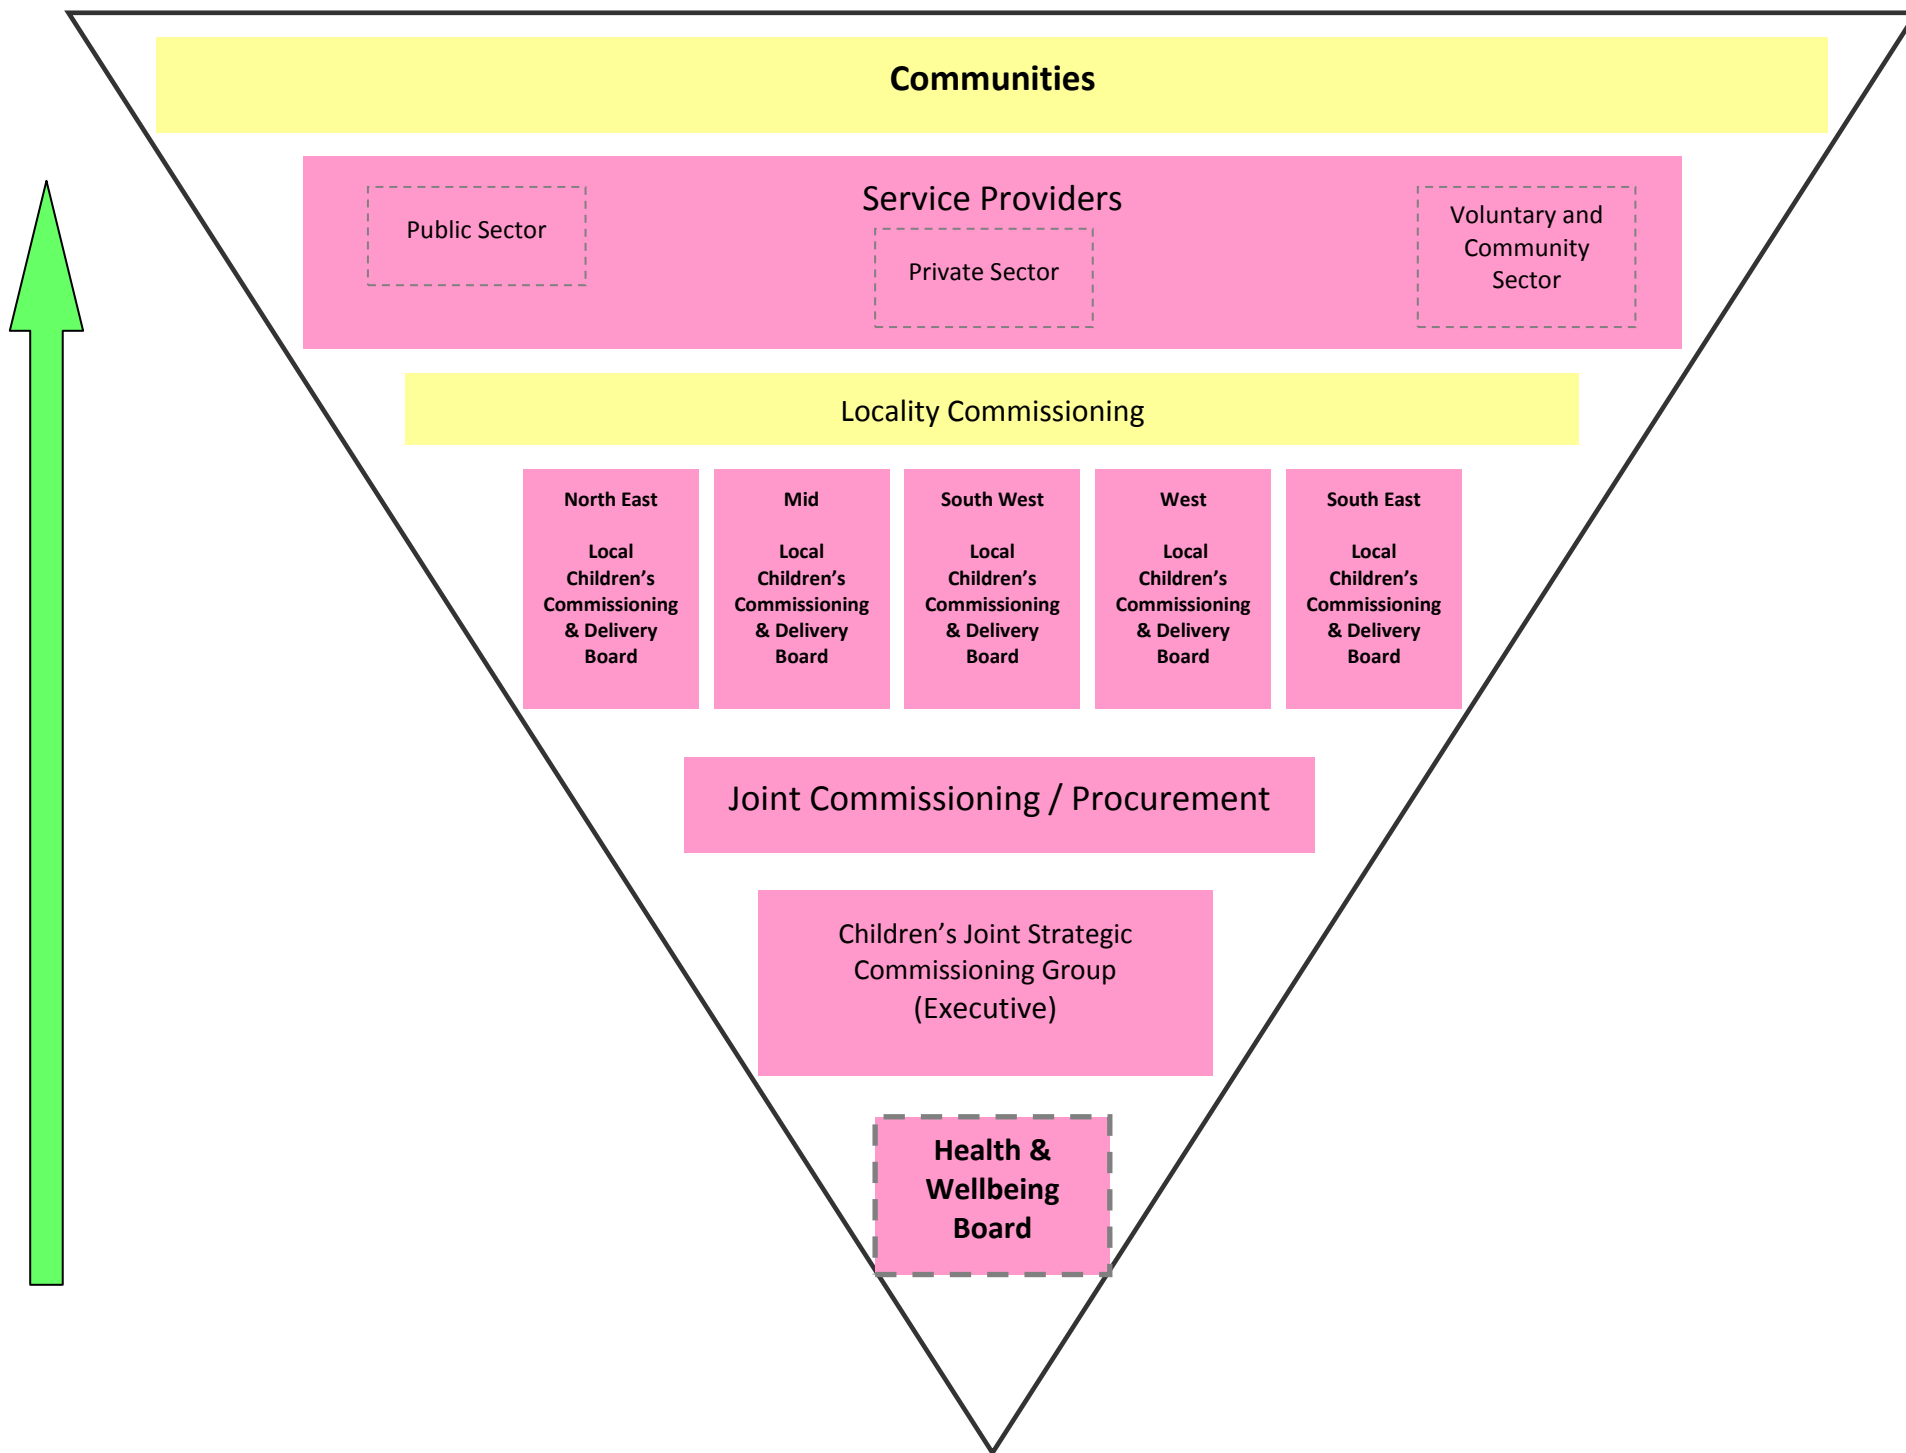 Communities
Service Providers
Public Sector
Private Sector
Voluntary and
Community
Sector
Locality Commissioning
North East
Local
Children’s
Commissioning
& Delivery
Board
Mid
Local
Children’s
Commissioning
& Delivery
Board
South West
Local
Children’s
Commissioning
& Delivery
Board
West
Local
Children’s
Commissioning
& Delivery
Board
South East
Local
Children’s
Commissioning
& Delivery
Board
Joint Commissioning / Procurement
Children’s Joint Strategic
Commissioning Group
(Executive)
Health &
Wellbeing
Board